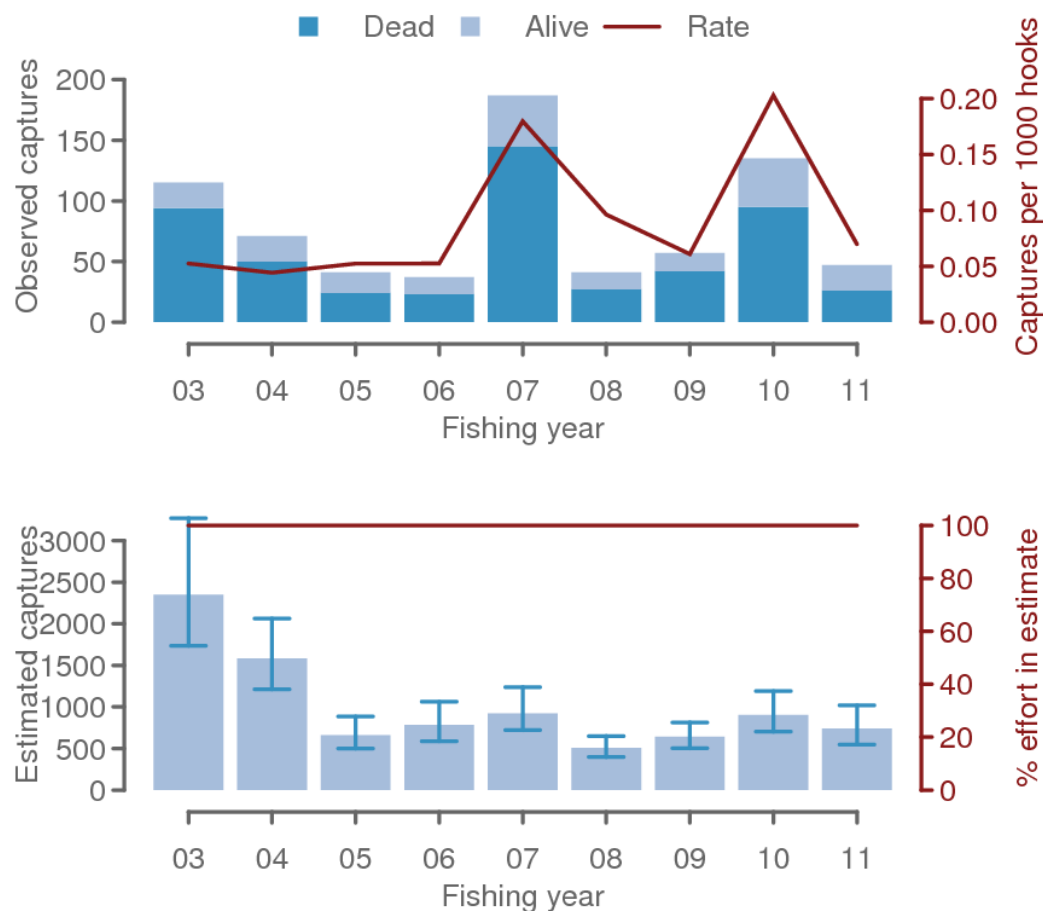 Dead Alive Rate
Observed captures
200
150
100
50
0
0.20
0.15
0.10
0.05
0.00
Captures per 1000 hooks
03 04 05 06 07 08 09 10 11
Fishing year
Estimated captures
3000
2500
2000
1500
1000
500
0
100
80
60
40
20
0
% effort in estimate
03 04 05 06 07 08 09 10 11
Fishing year